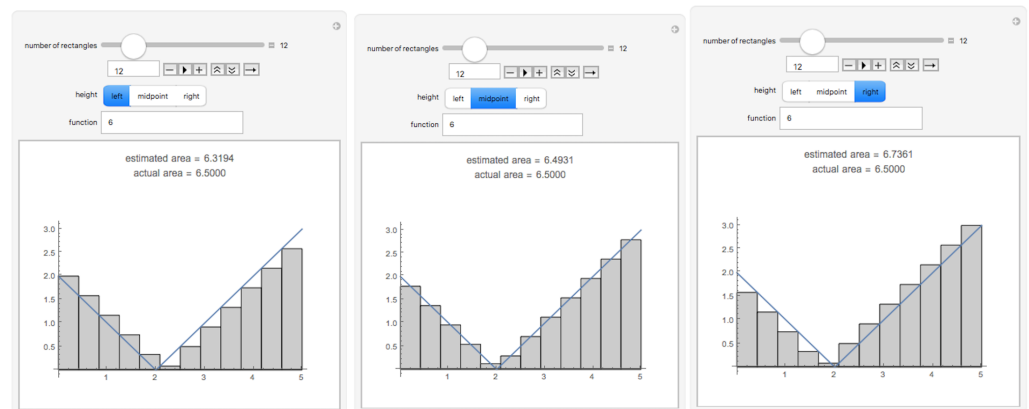 number of rectangles 12
12
height left midpoint right
function 6
estimated area = 6.3194
actual area = 6.5000
3.0
2.5
2.0
1.5
1.0
0.5
1 2 3 4 5
number of rectangles 12
12
height left midpoint right
function 6
estimated area = 6.4931
actual area = 6.5000
3.0
2.5
2.0
1.5
1.0
0.5
1 2 3 4 5
number of rectangles 12
12
height left midpoint right
function 6
estimated area = 6.7361
actual area = 6.5000
3.0
2.5
2.0
1.5
1.0
0.5
1 2 3 4 5